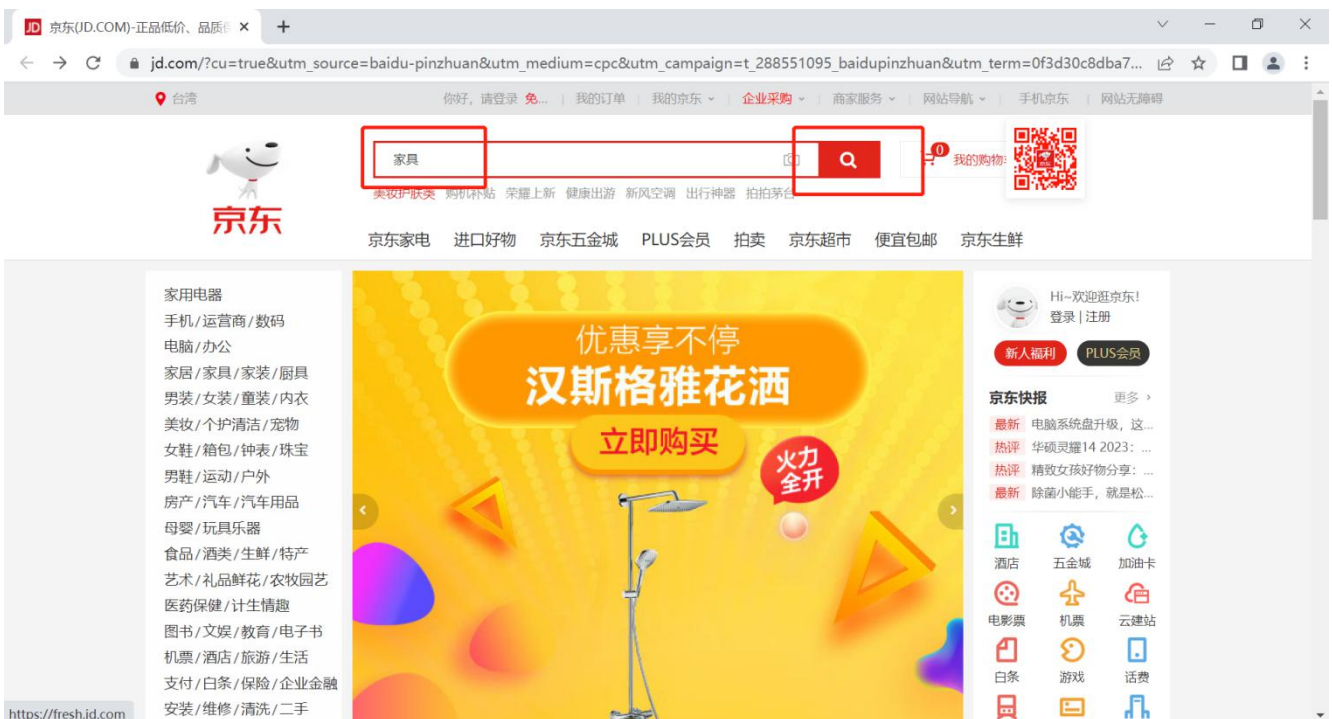 JD 京东(JD.COM)-正品低价、品质
jd.com/?cu=true&utm_source=baidu-pinzhuan&utm_medium=cpc&utm_campaign=t_288551095_baidupinzhuan&utm_term=0f3d30c8dba7...
台湾 你好，请登录 免... 我的订单 我的京东 企业采购 商家服务 网站导航 手机京东 网站无障碍
家具
0 我的购物
美妆护肤类 购机补贴 荣耀上新 健康出游 新风空调 出行神器 拍拍茅台
京东
京东家电 进口好物 京东五金城 PLUS会员 拍卖 京东超市 便宜包邮 京东生鲜
家用电器
手机/运营商/数码
电脑/办公
家居/家具/家装/厨具
男装/女装/童装/内衣
美妆/个护清洁/宠物
女鞋/箱包/钟表/珠宝
男鞋/运动/户外
房产/汽车/汽车用品
母婴/玩具乐器
食品/酒类/生鲜/特产
艺术/礼品鲜花/农牧园艺
医药保健/计生情趣
图书/文娱/教育/电子书
机票/酒店/旅游/生活
支付/白条/保险/企业金融
安装/维修/清洗/二手
优惠享不停
汉斯格雅花洒
立即购买
火力
全开
Hi~欢迎逛京东!
登录 | 注册
新人福利 PLUS会员
京东快报 更多
最新 电脑系统盘升级，这...
热评 华硕灵耀14 2023：...
热评 精致女孩好物分享：...
最新 除菌小能手，就是松...
酒店 五金城 加油卡
电影票 机票 云建站
白条 游戏 话费
https://fresh.jd.com